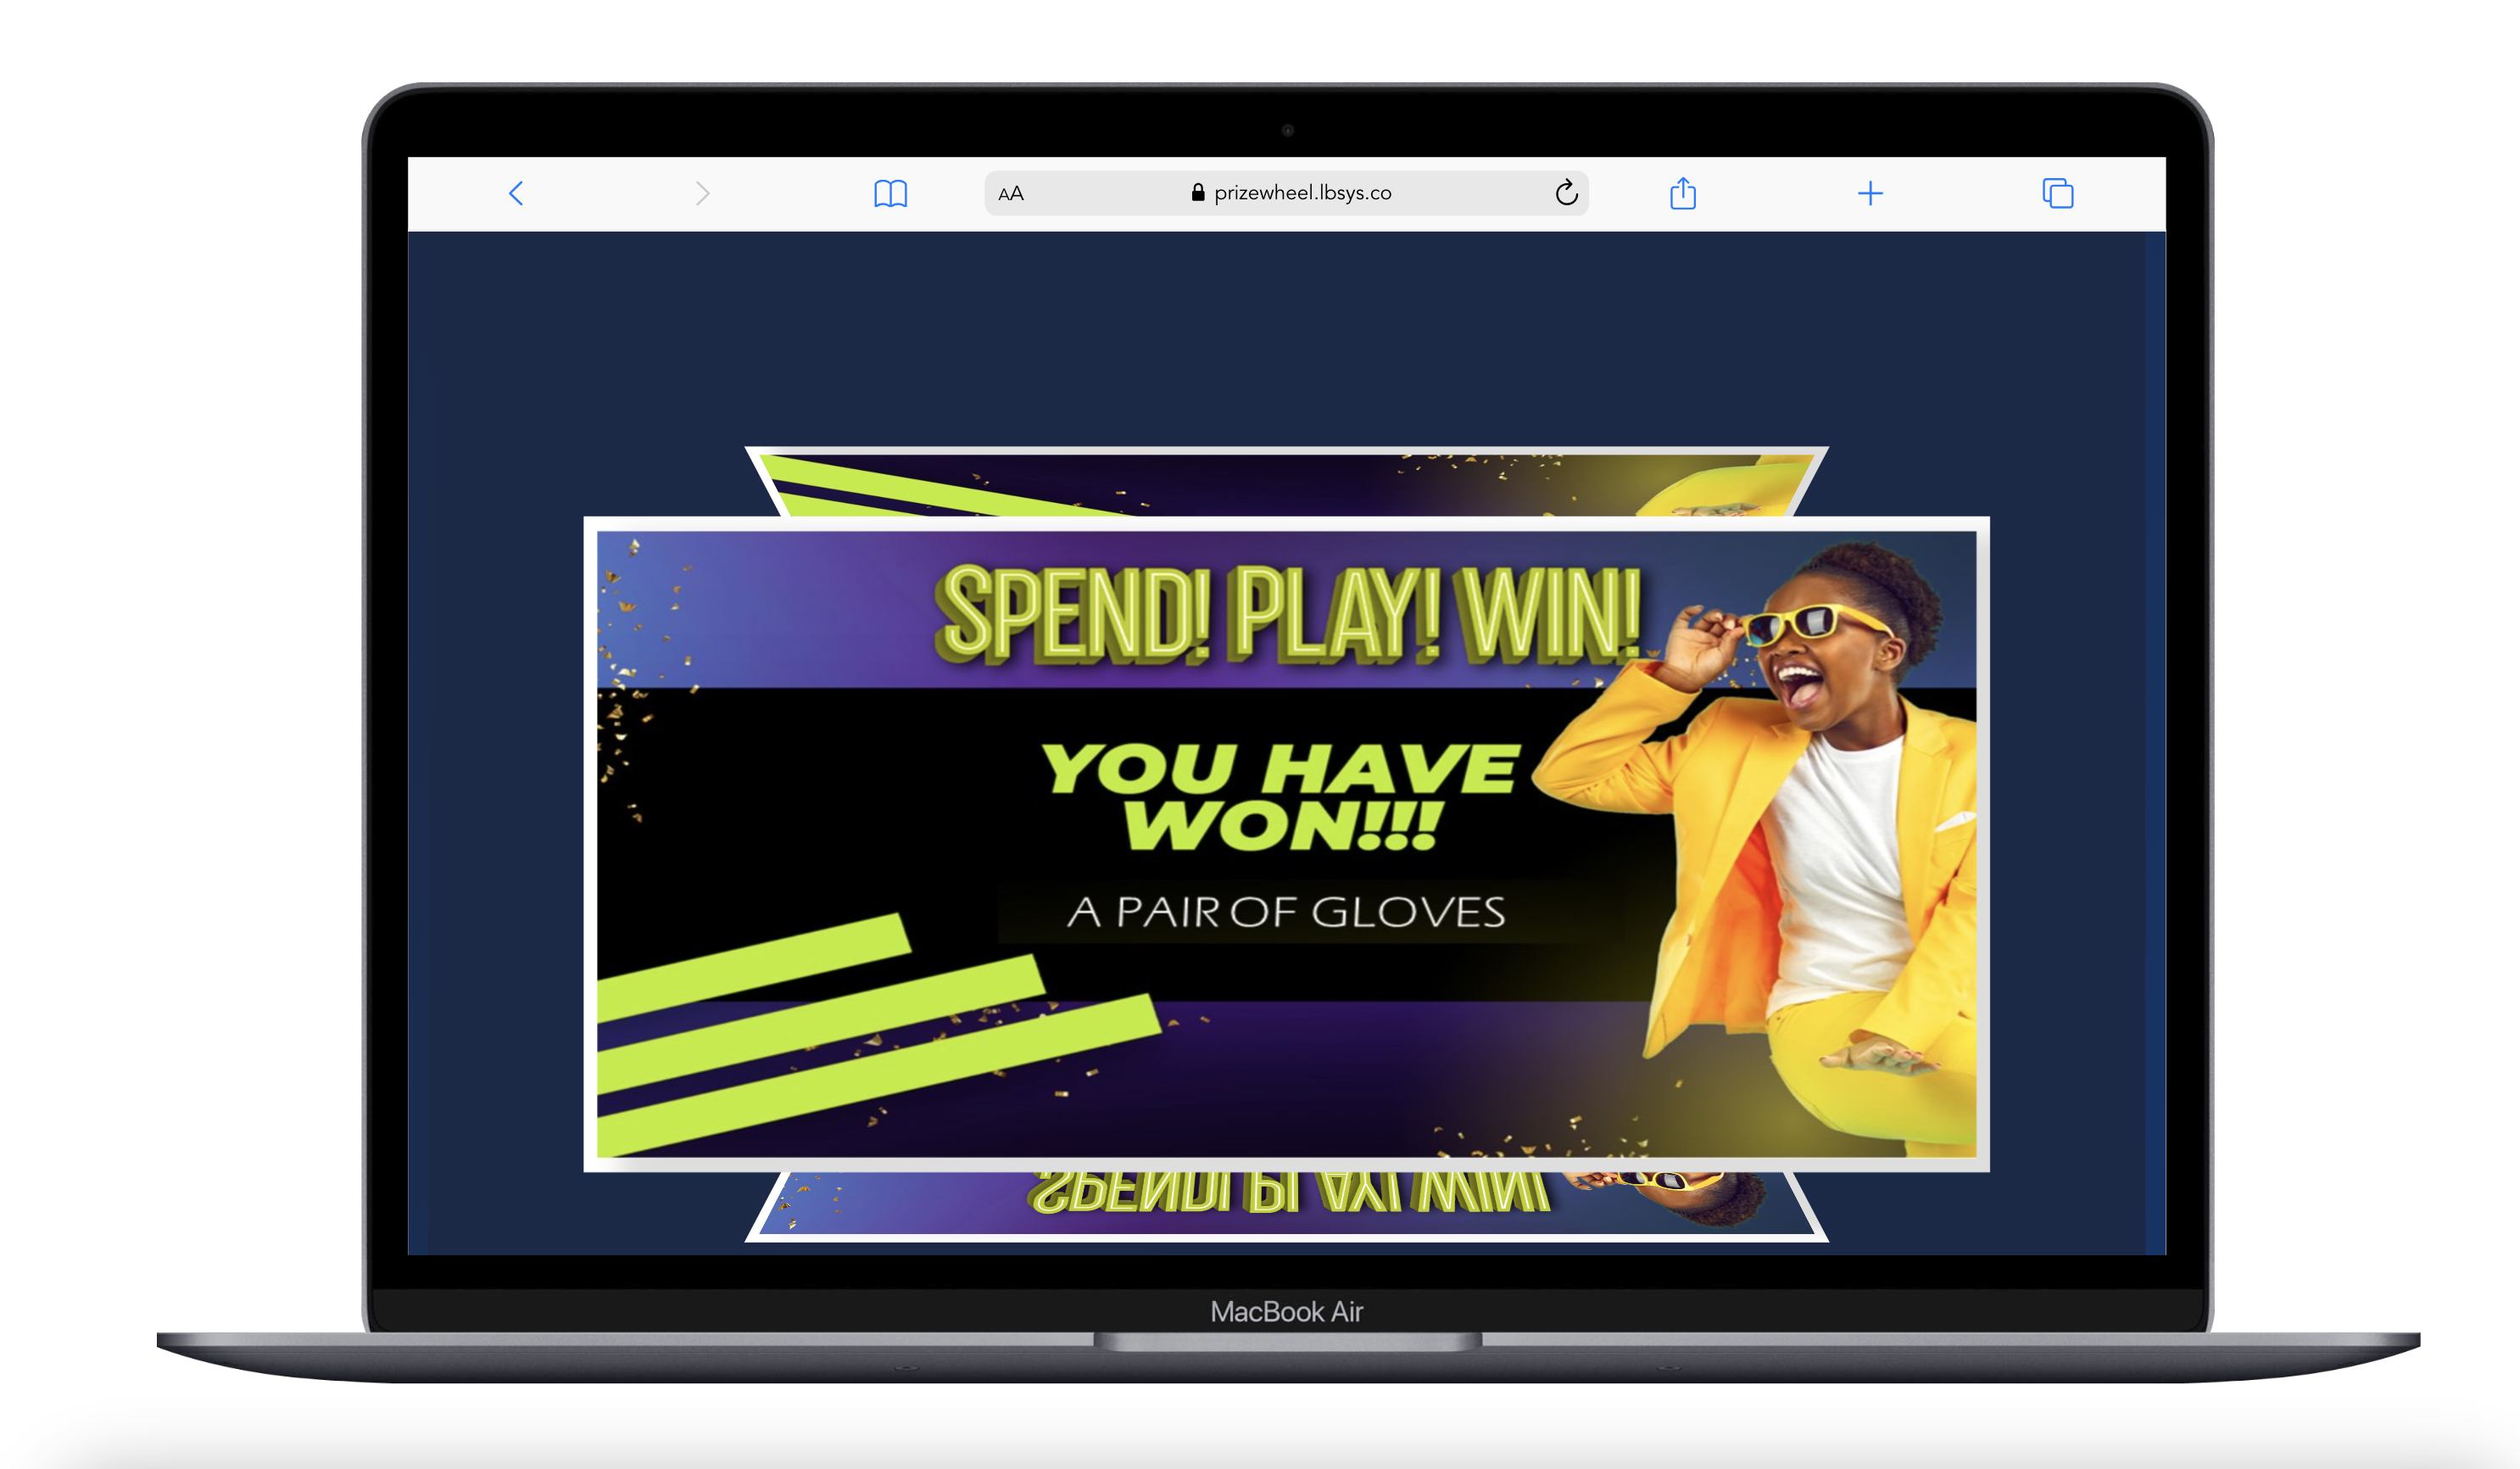 AA prizewheel.lbsys.co
SPEND! PLAY! WIN!
YOU HAVE
WON!!!
A PAIR OF GLOVES
SPEND! PLAY! WIN!
MacBook Air